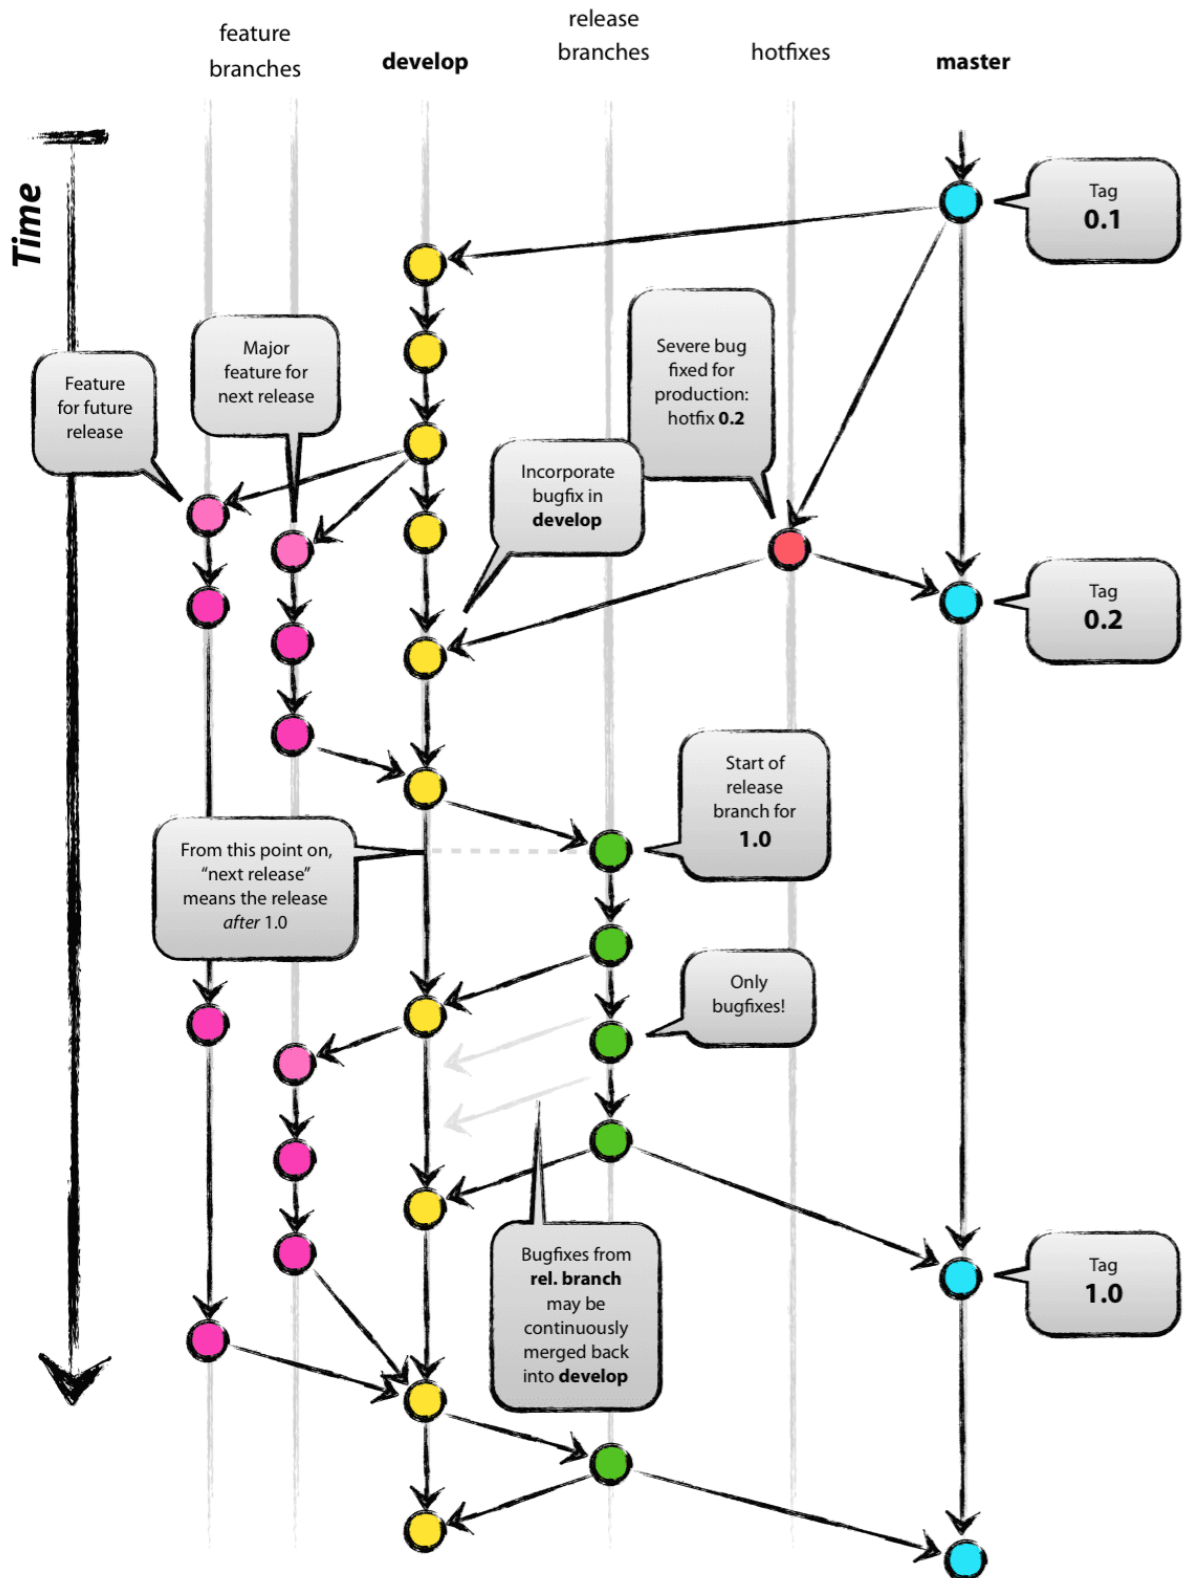 feature
branches
develop
release
branches
hotfixes
master
Time
Tag
0.1
Major
feature for
next release
Feature
for future
release
Severe bug
fixed for
production:
hotfix 0.2
Incorporate
bugfix in
develop
Tag
0.2
Start of
release
branch for
1.0
From this point on,
“next release”
means the release
after 1.0
Only
bugfixes!
Bugfixes from
rel. branch
may be
continuously
merged back
into develop
Tag
1.0